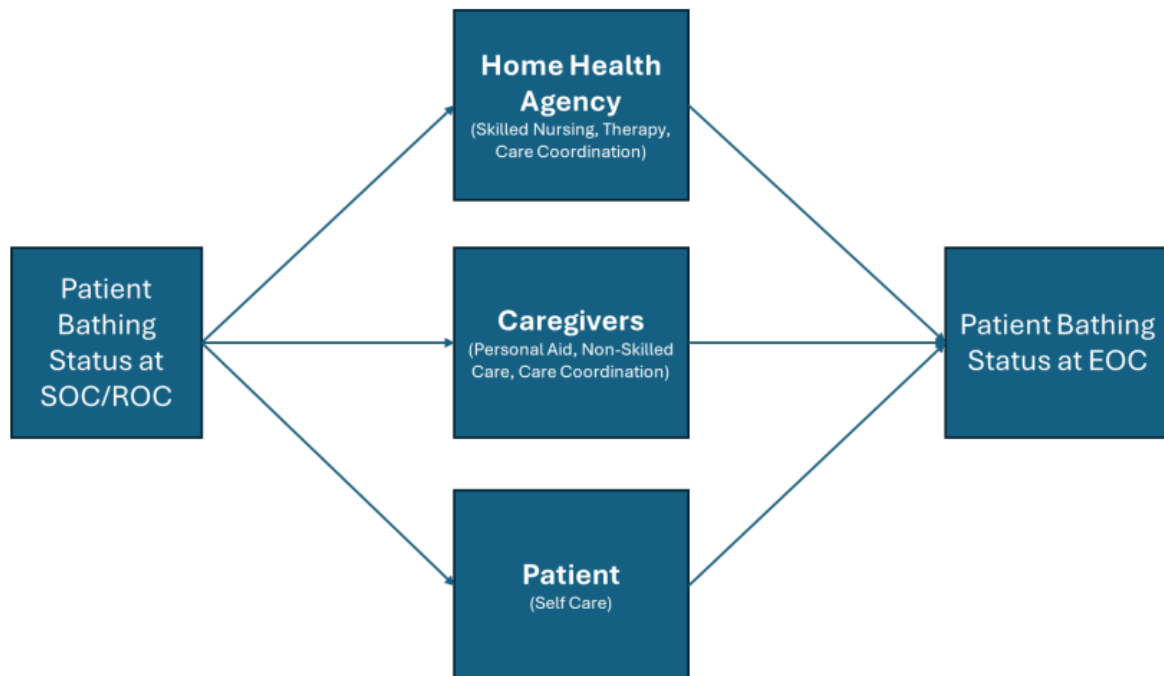 Home Health
Agency
(Skilled Nursing, Therapy,
Care Coordination)
Patient
Bathing
Status at
SOC/ROC
Caregivers
(Personal Aid, Non-Skilled
Care, Care Coordination)
Patient Bathing
Status at EOC
Patient
(Self Care)